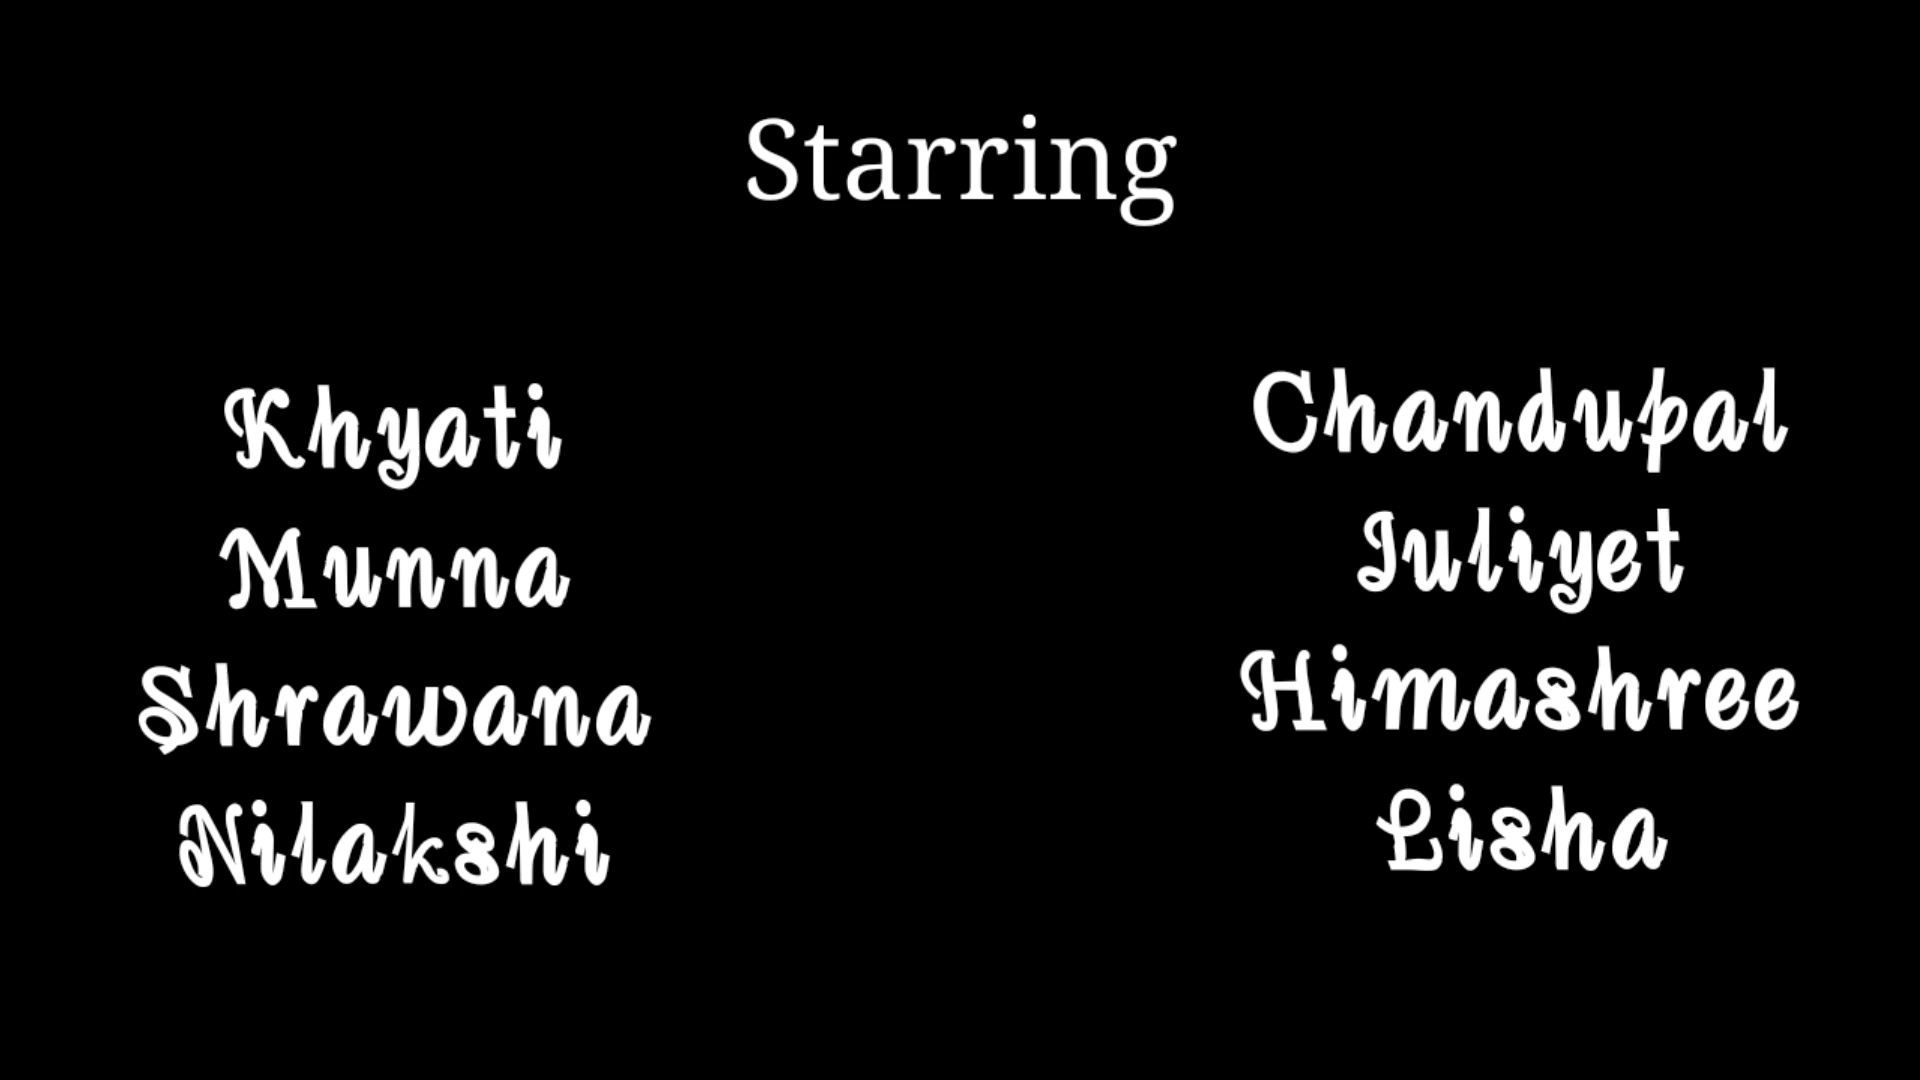 Starring
Khyati
Munna
Shrawana
Nilakshi
Chandupal
Juliyet
Himashree
Lisha